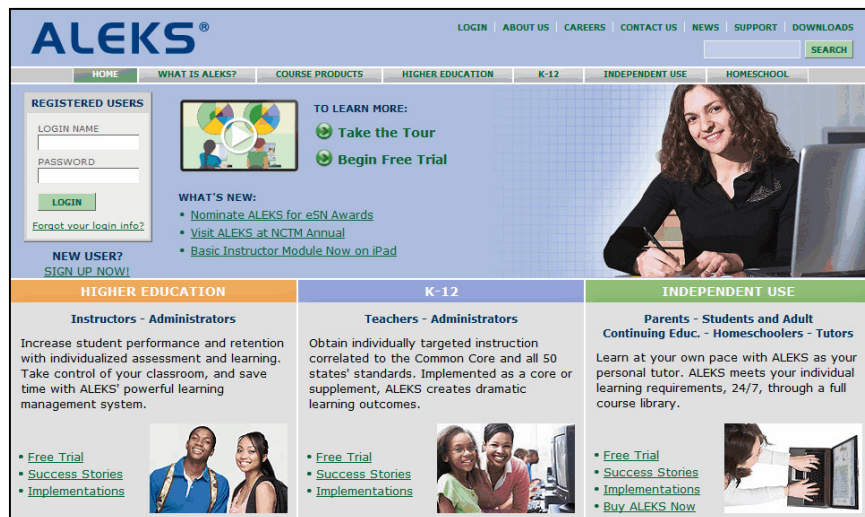 ALEKS®
LOGIN ABOUT US CAREERS CONTACT US NEWS SUPPORT DOWNLOADS
SEARCH
HOME WHAT IS ALEKS? COURSE PRODUCTS HIGHER EDUCATION K-12 INDEPENDENT USE HOMESCHOOL
REGISTERED USERS
LOGIN NAME
PASSWORD
LOGIN
Forgot your login info?
NEW USER?
SIGN UP NOW!
TO LEARN MORE:
Take the Tour
Begin Free Trial
WHAT'S NEW:
• Nominate ALEKS for eSN Awards
• Visit ALEKS at NCTM Annual
• Basic Instructor Module Now on iPad
HIGHER EDUCATION
Instructors - Administrators
Increase student performance and retention
with individualized assessment and learning.
Take control of your classroom, and save
time with ALEKS' powerful learning
management system.
• Free Trial
• Success Stories
• Implementations
K-12
Teachers - Administrators
Obtain individually targeted instruction
correlated to the Common Core and all 50
states' standards. Implemented as a core or
supplement, ALEKS creates dramatic
learning outcomes.
• Free Trial
• Success Stories
• Implementations
INDEPENDENT USE
Parents - Students and Adult
Continuing Educ. - Homeschoolers - Tutors
Learn at your own pace with ALEKS as your
personal tutor. ALEKS meets your individual
learning requirements, 24/7, through a full
course library.
• Free Trial
• Success Stories
• Implementations
• Buy ALEKS Now